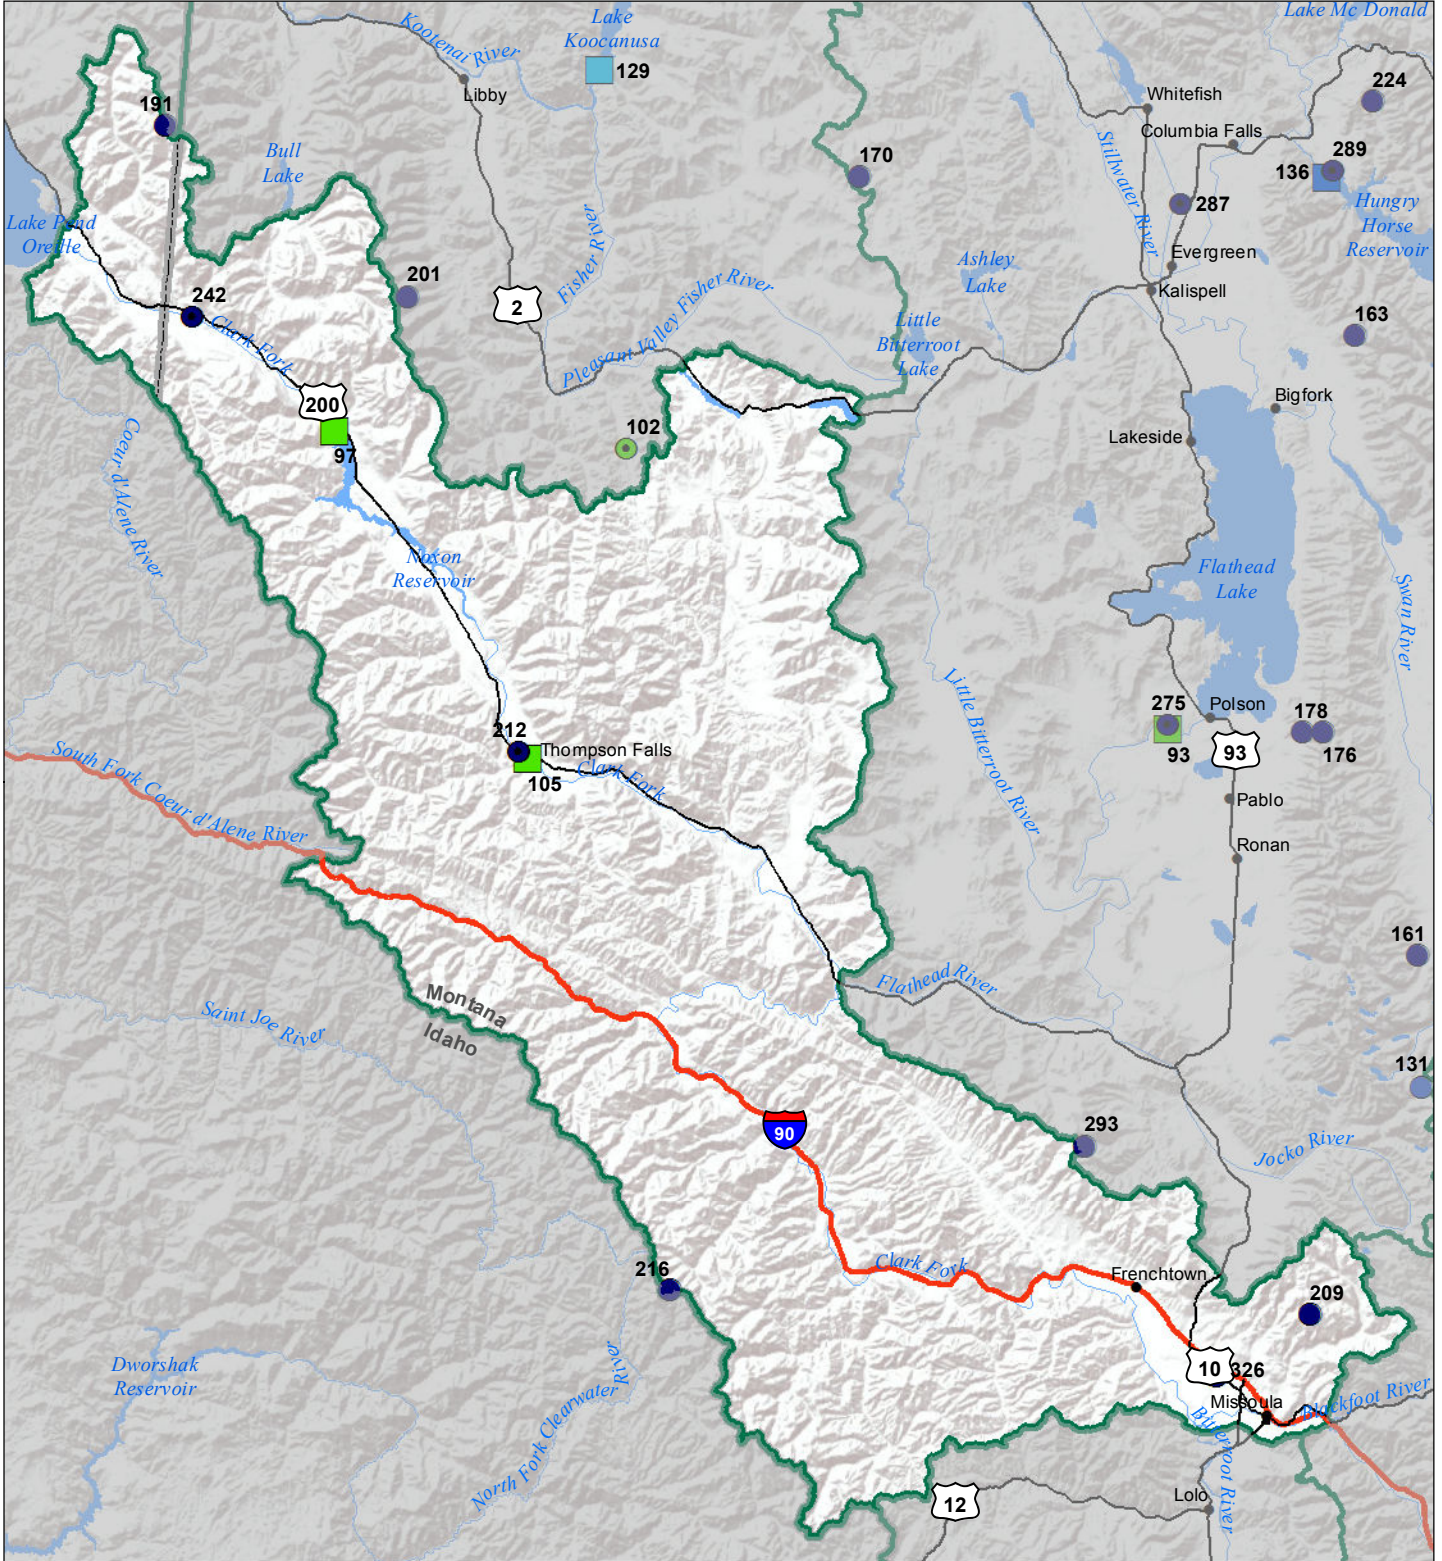 Lake Mc Donald
Kootenai River
Lake
Koocanusa
129
Libby
Whitefish
Columbia Falls
224
191
Bull
Lake
170
Stillwater River
289
136
287
Hungry
Horse
Reservoir
Lake Pend
Oreille
Fisher River
Evergreen
Ashley
Lake
201
242
2
Pleasant Valley Fisher River
Kalispell
Clark Fork
Little
Bitterroot
Lake
163
200
Bigfork
102
Lakeside
97
Coeur d'Alene River
Noxon
Reservoir
Flathead
Lake
Swan River
Little Bitterroot River
275
Polson
178
212
Thompson Falls
93
93
176
105
Clark Fork
South Fork Coeur d'Alene River
Pablo
Ronan
161
Flathead River
Montana
Idaho
Saint Joe River
131
90
293
Jocko River
216
Clark Fork
Frenchtown
209
10
326
Dworshak
Reservoir
North Fork Clearwater River
Missoula
Blackfoot River
Bitterroot River
12
Lolo